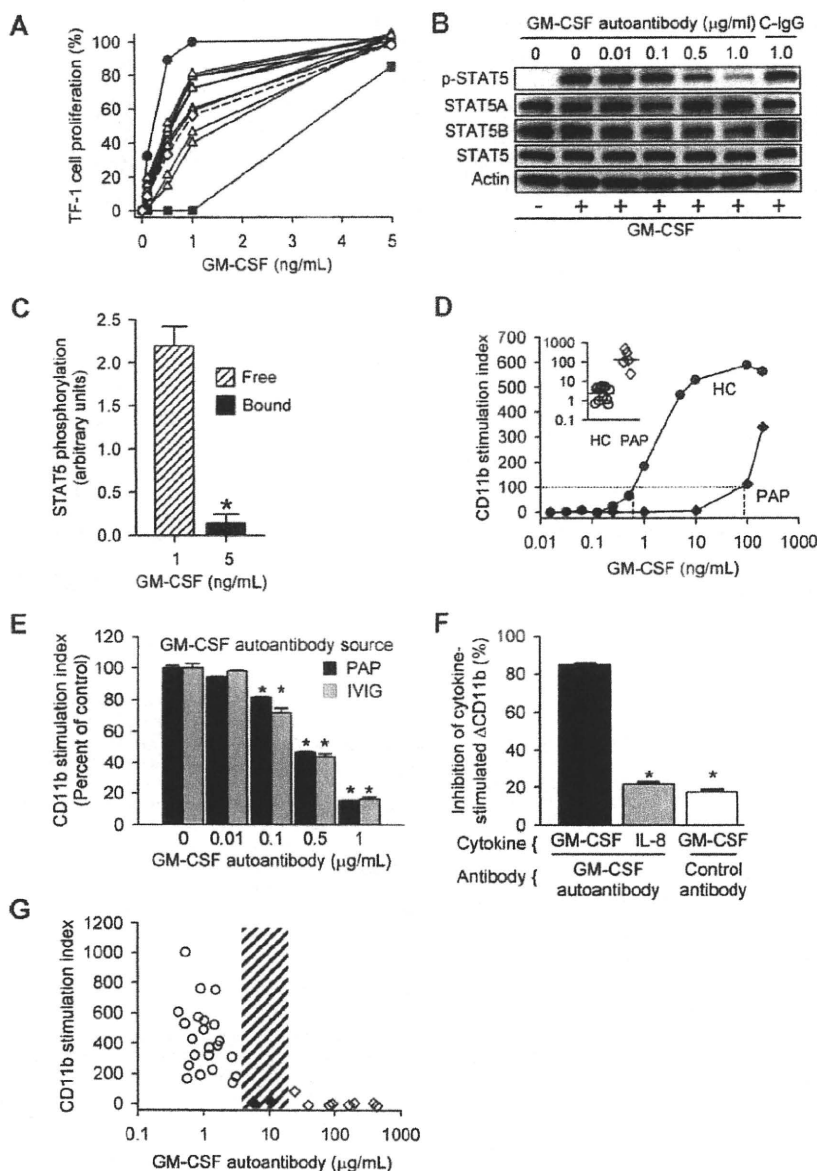 A
TF-1 cell proliferation (%)
100
80
60
40
20
0
0 1 2 3 4 5
GM-CSF (ng/mL)
B
GM-CSF autoantibody (μg/ml) C-IgG
0 0 0.01 0.1 0.5 1.0 1.0
p-STAT5
STAT5A
STAT5B
STAT5
Actin
- + + + + + +
GM-CSF
C
STAT5 phosphorylation
(arbitrary units)
2.5
2.0
1.5
1.0
0.5
0.0
Free
Bound
*
1 5
GM-CSF (ng/mL)
D
CD11b stimulation index
700
600
500
400
300
200
100
0
1000
100
10
1
0.1
HC PAP
HC
PAP
0.01 0.1 1 10 100 1000
GM-CSF (ng/mL)
E
CD11b stimulation index
(Percent of control)
120
100
80
60
40
20
0
GM-CSF autoantibody source
PAP
IVIG
* *
* *
* *
0 0.01 0.1 0.5 1
GM-CSF autoantibody (μg/mL)
F
Inhibition of cytokine-
stimulated ΔCD11b (%)
100
80
60
40
20
0
* *
Cytokine { GM-CSF IL-8 GM-CSF
Antibody { GM-CSF autoantibody Control antibody
G
CD11b stimulation index
1200
1000
800
600
400
200
0
0.1 1 10 100 1000
GM-CSF autoantibody (μg/mL)